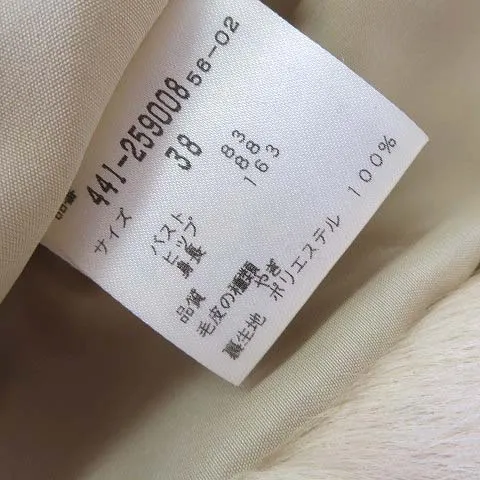 品番 441-259008 56-02
サイズ 38
バスト 83
ヒップ 88
身長 163
品質
毛皮の種類 やぎ
裏生地 ポリエステル 100%